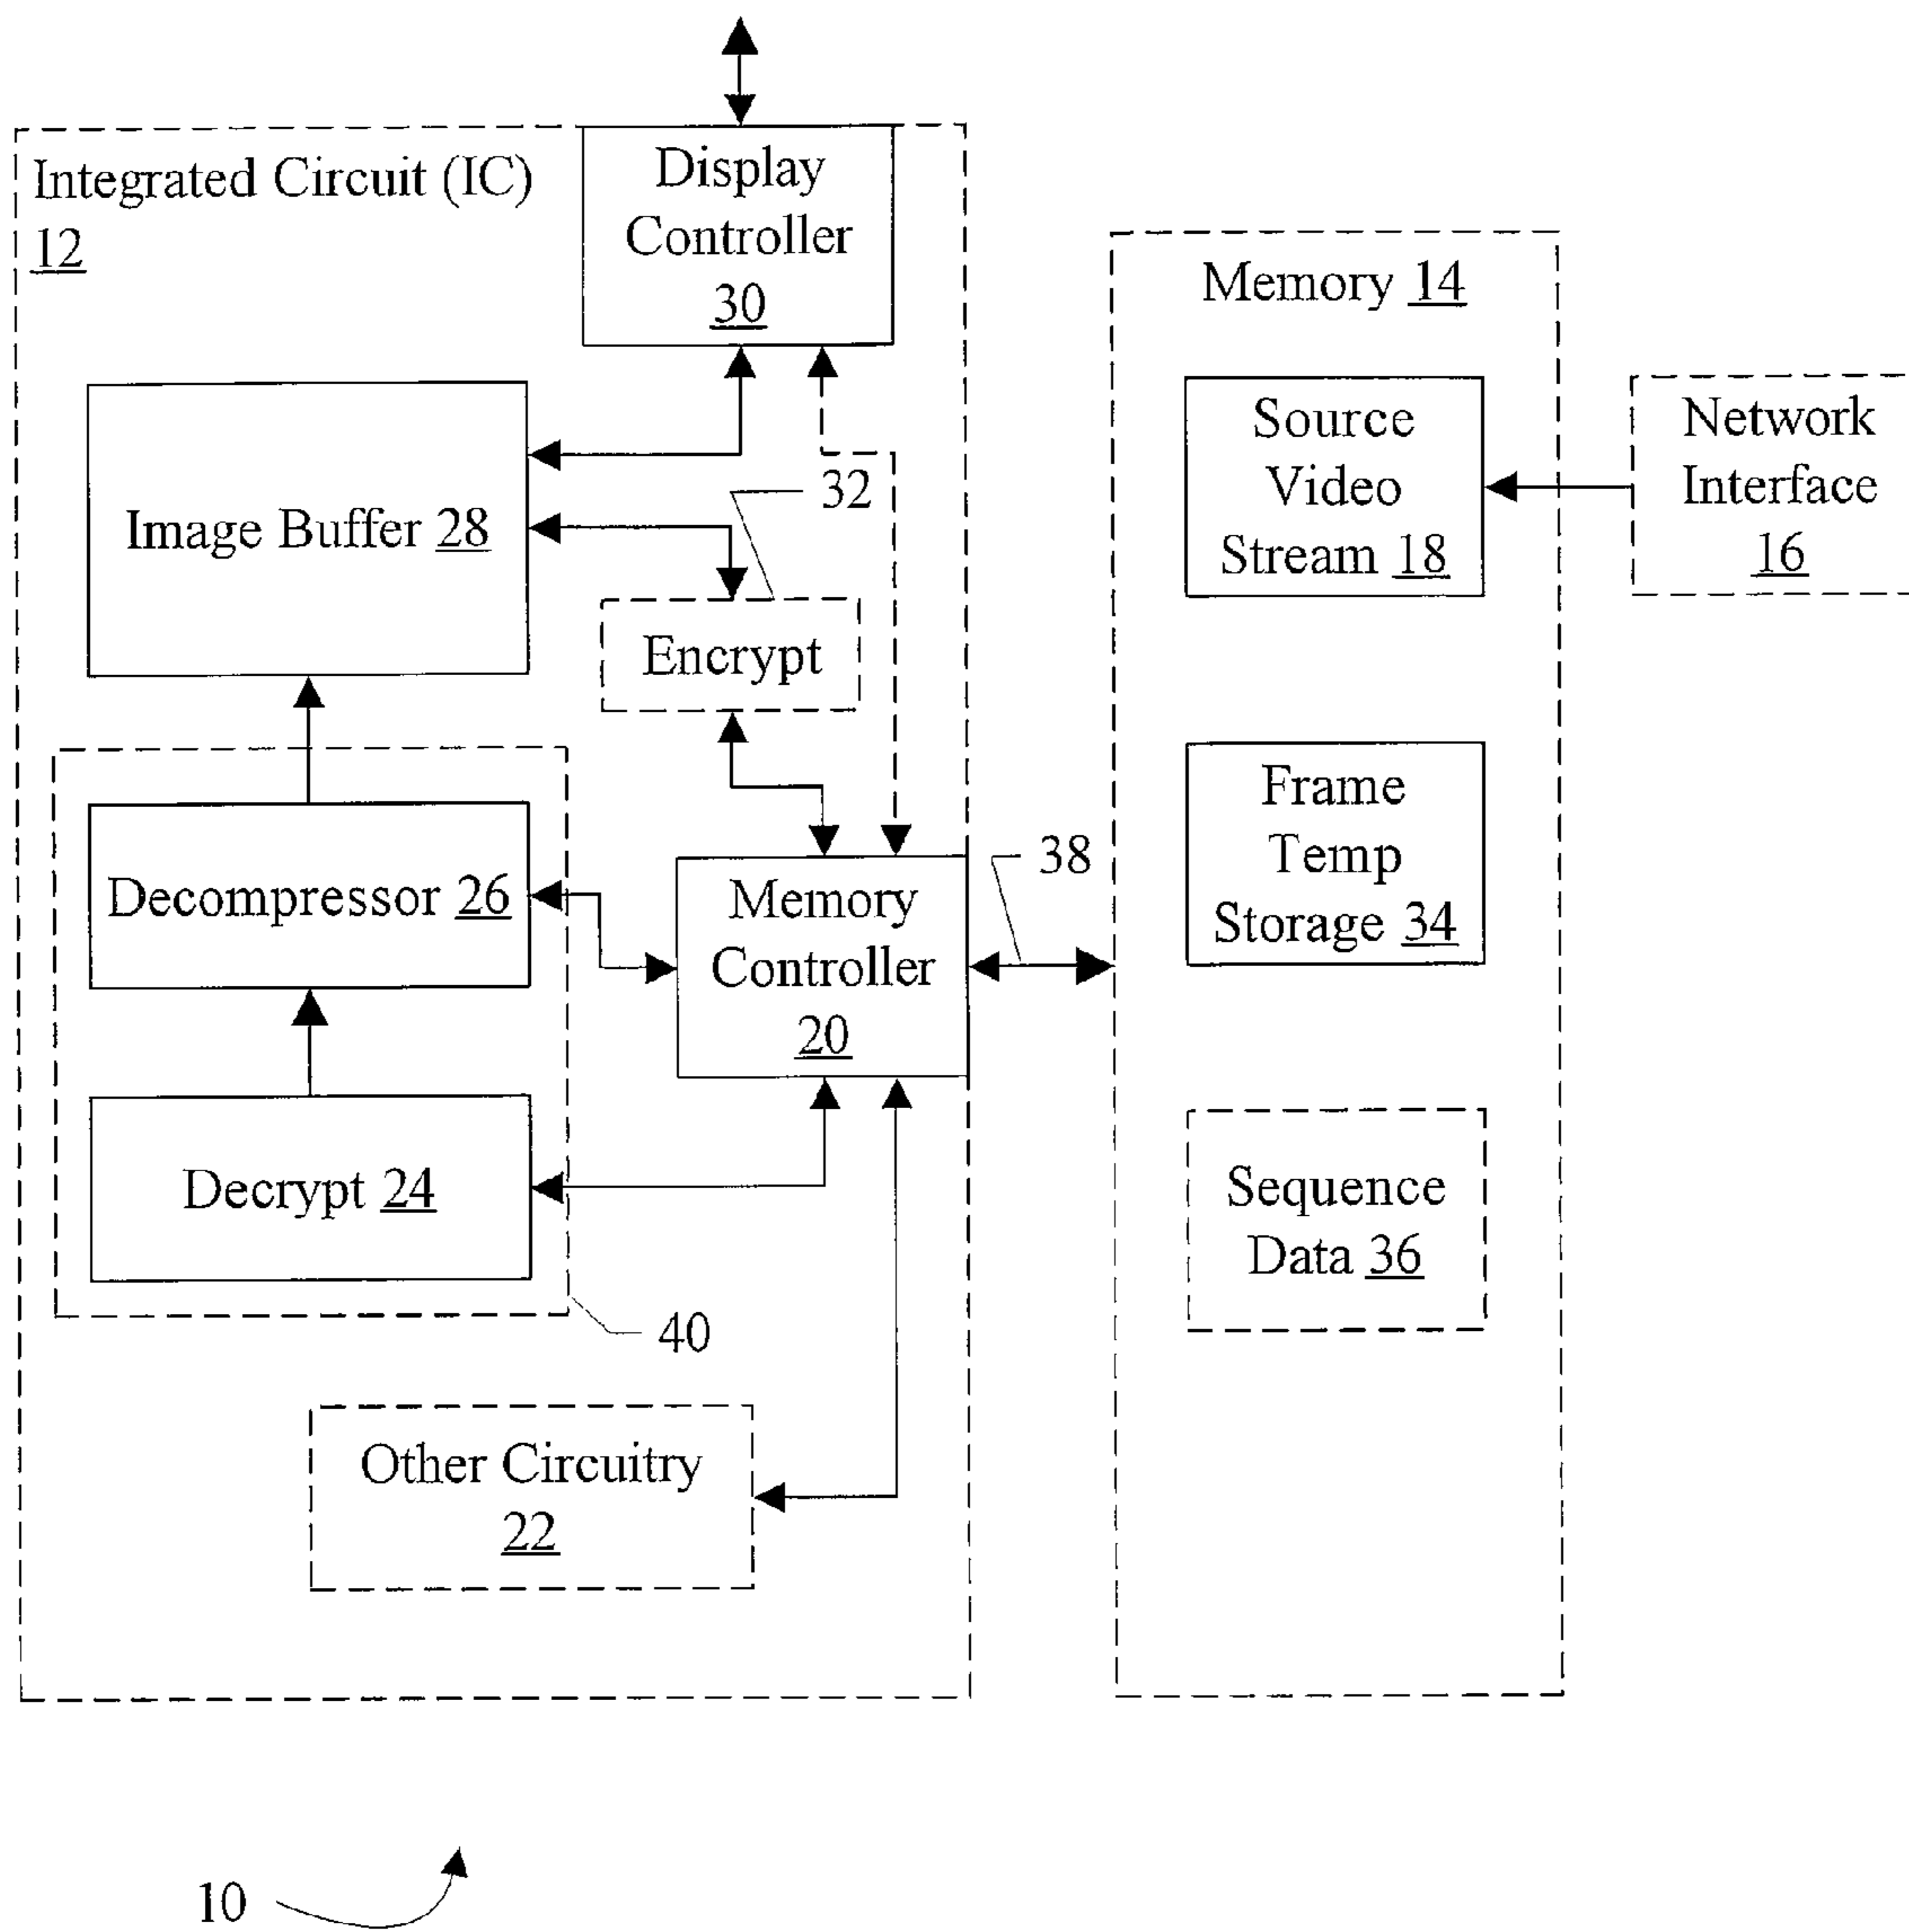 Integrated Circuit (IC)
12
Display
Controller
30
Memory 14
Source
Video
Stream 18
Network
Interface
16
32
Image Buffer 28
Encrypt
Frame
Temp
Storage 34
38
Decompressor 26
Memory
Controller
20
Decrypt 24
Sequence
Data 36
40
Other Circuitry
22
10